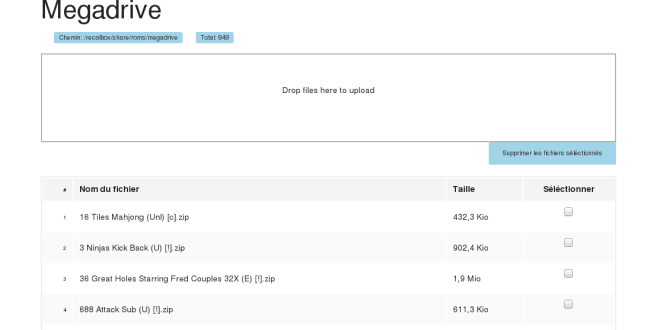 Megadrive
Chemin: /recalbox/share/roms/megadrive Total: 949
Drop files here to upload
Supprimer les fichiers séléctionnés
# Nom du fichier Taille Séléctionner
1 16 Tiles Mahjong (Unl) [c].zip 432,3 Kio
2 3 Ninjas Kick Back (U) [!].zip 902,4 Kio
3 36 Great Holes Starring Fred Couples 32X (E) [!].zip 1,9 Mio
4 688 Attack Sub (U) [!].zip 611,3 Kio